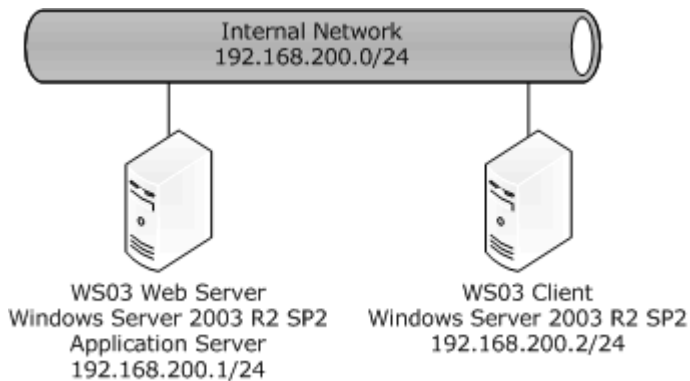 Internal Network
192.168.200.0/24
WS03 Web Server
Windows Server 2003 R2 SP2
Application Server
192.168.200.1/24
WS03 Client
Windows Server 2003 R2 SP2
192.168.200.2/24